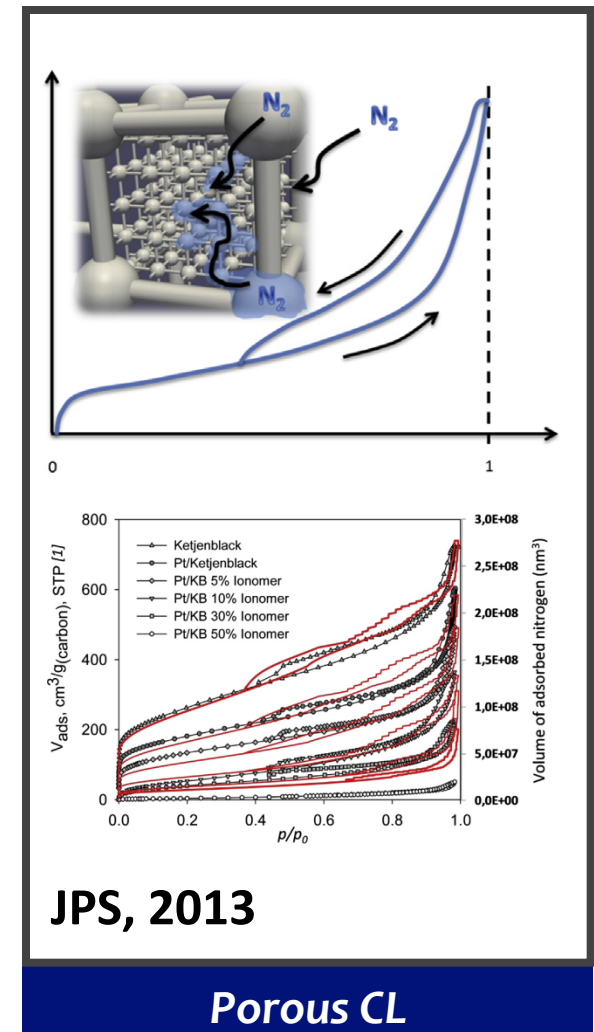 N2
N2
N2
0
1
Vads, cm3/g(carbon), STP [1]
800
600
400
200
0
Ketjenblack
Pt/Ketjenblack
Pt/KB 5% Ionomer
Pt/KB 10% Ionomer
Pt/KB 30% Ionomer
Pt/KB 50% Ionomer
3,0E+08
2,5E+08
2,0E+08
1,5E+08
1,0E+08
5,0E+07
0,0E+00
Volume of adsorbed nitrogen (nm3)
0.0 0.2 0.4 0.6 0.8 1.0
p/p0
JPS, 2013
Porous CL